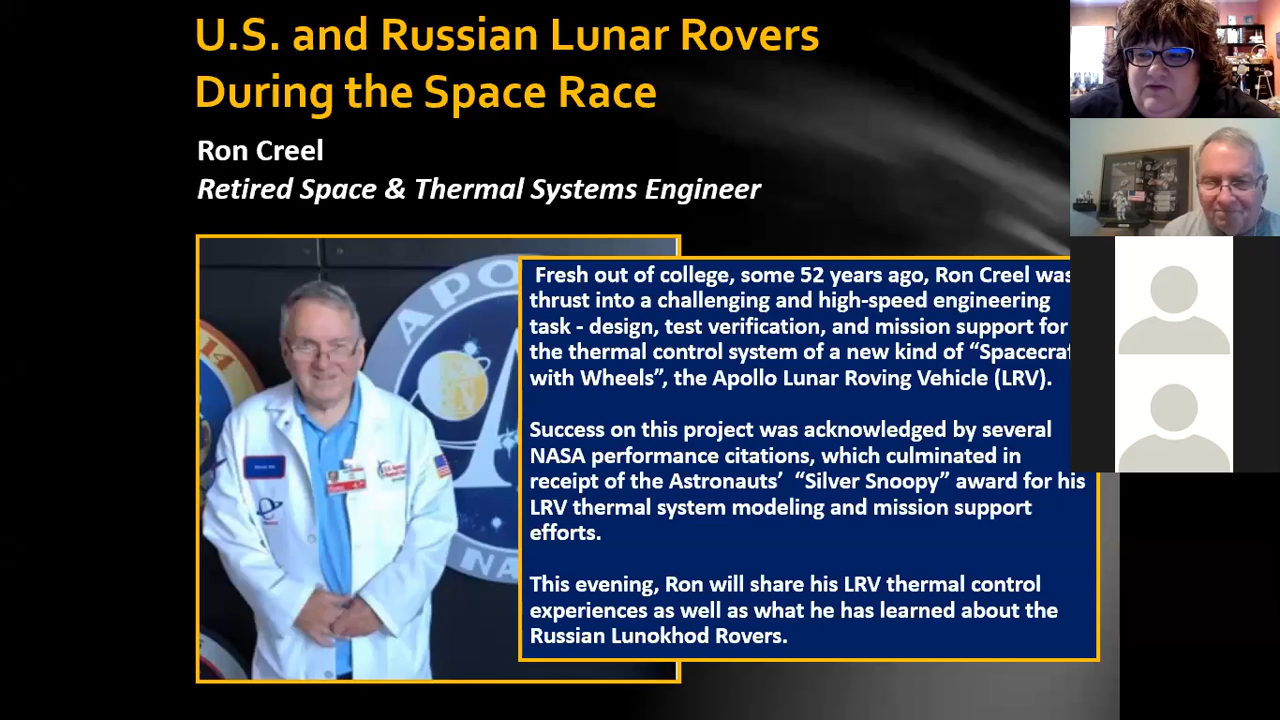 U.S. and Russian Lunar Rovers
During the Space Race
Ron Creel
Retired Space & Thermal Systems Engineer
APO
14
NA
Fresh out of college, some 52 years ago, Ron Creel was
thrust into a challenging and high-speed engineering
task - design, test verification, and mission support for
the thermal control system of a new kind of “Spacecraf
with Wheels”, the Apollo Lunar Roving Vehicle (LRV).
Success on this project was acknowledged by several
NASA performance citations, which culminated in
receipt of the Astronauts’ “Silver Snoopy” award for his
LRV thermal system modeling and mission support
efforts.
This evening, Ron will share his LRV thermal control
experiences as well as what he has learned about the
Russian Lunokhod Rovers.